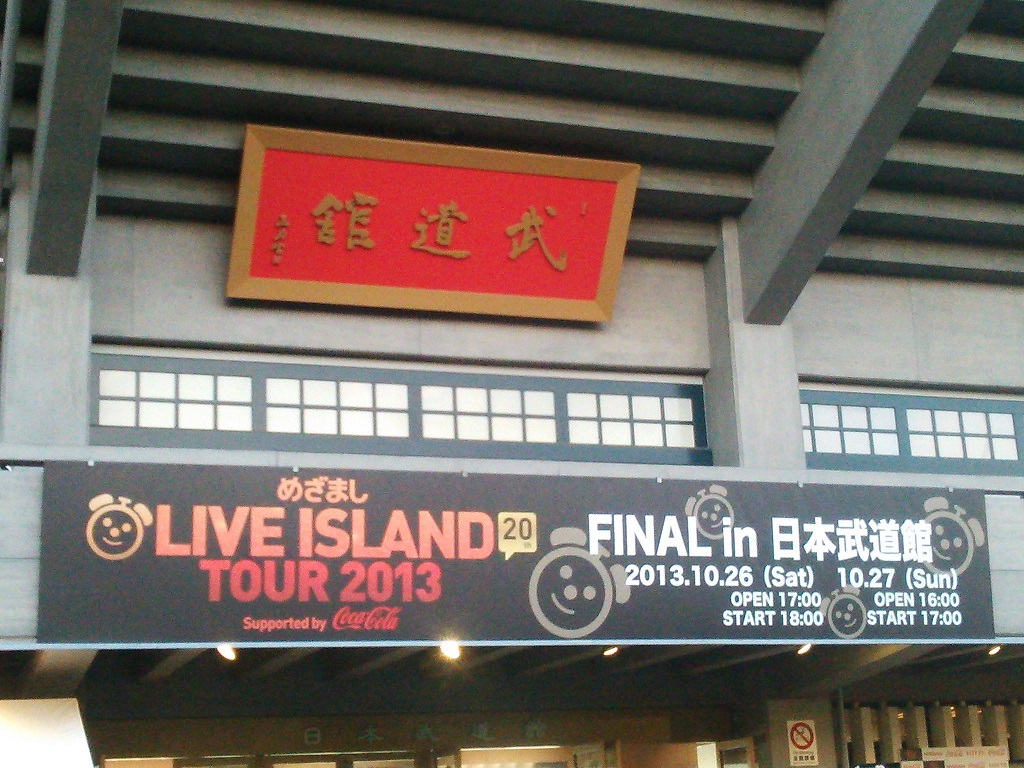 武道館
めざまし
LIVE ISLAND
TOUR 2013
20th
Supported by Coca-Cola
FINAL in 日本武道館
2013.10.26 (Sat) 10.27 (Sun)
OPEN 17:00 OPEN 16:00
START 18:00 START 17:00
日本武道館